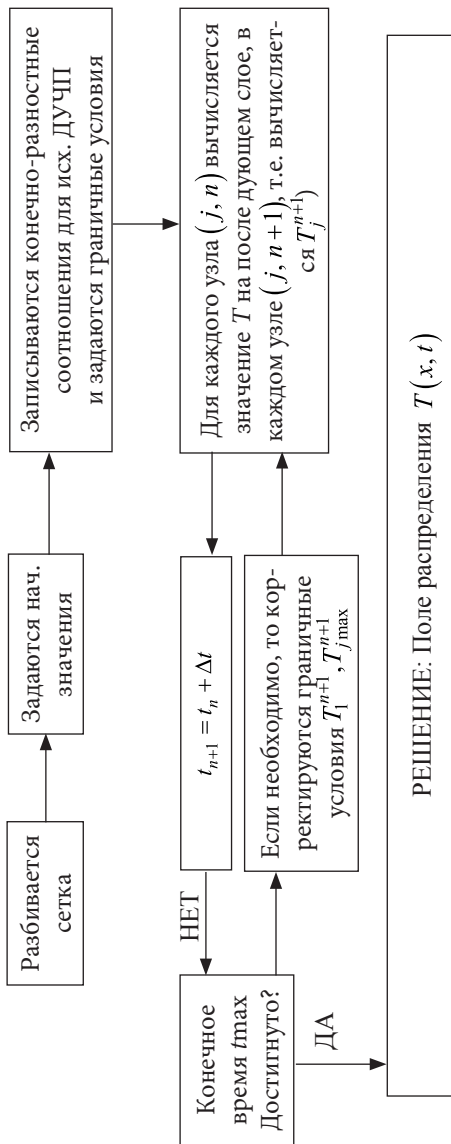 Разбивается
сетка
Задаются нач.
значения
Записываются конечно-разностные
соотношения для исх. ДУЧП
и задаются граничные условия
Для каждого узла (j, n) вычисляется
значение T на после дующем слое, в
каждом узле (j, n + 1), т.е. вычисляет-
ся T_j^{n+1})
t_{n+1} = t_n + Δt
НЕТ
Конечное
время tmax
Достигнуто?
Если необходимо, то кор-
ректируются граничные
условия T_1^{n+1}, T_{j max}^{n+1}
ДА
РЕШЕНИЕ: Поле распределения T(x, t)